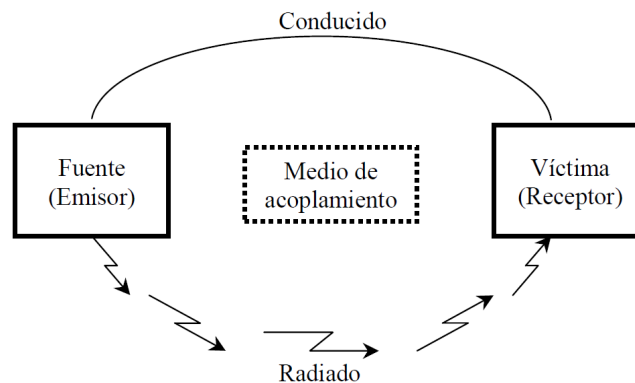 Conducido
Fuente
(Emisor)
Medio de
acoplamiento
Víctima
(Receptor)
Radiado